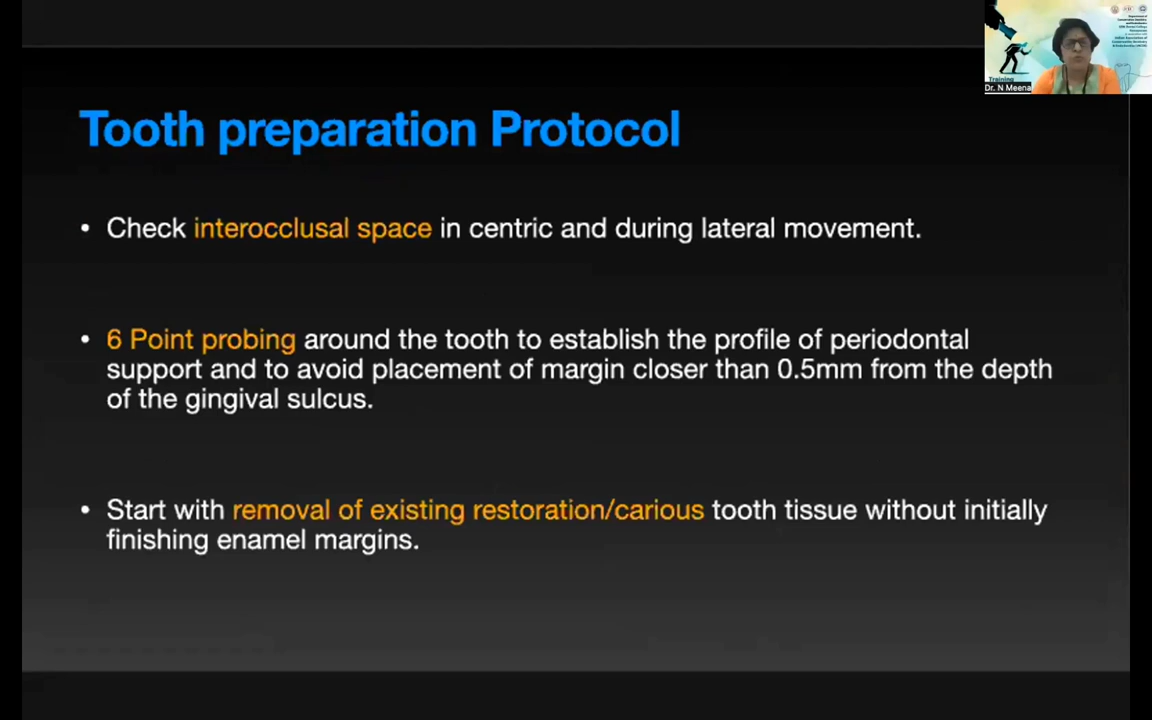 Tooth preparation Protocol
• Check interocclusal space in centric and during lateral movement.
• 6 Point probing around the tooth to establish the profile of periodontal
support and to avoid placement of margin closer than 0.5mm from the depth
of the gingival sulcus.
• Start with removal of existing restoration/carious tooth tissue without initially
finishing enamel margins.
Training
Dr. N Meena